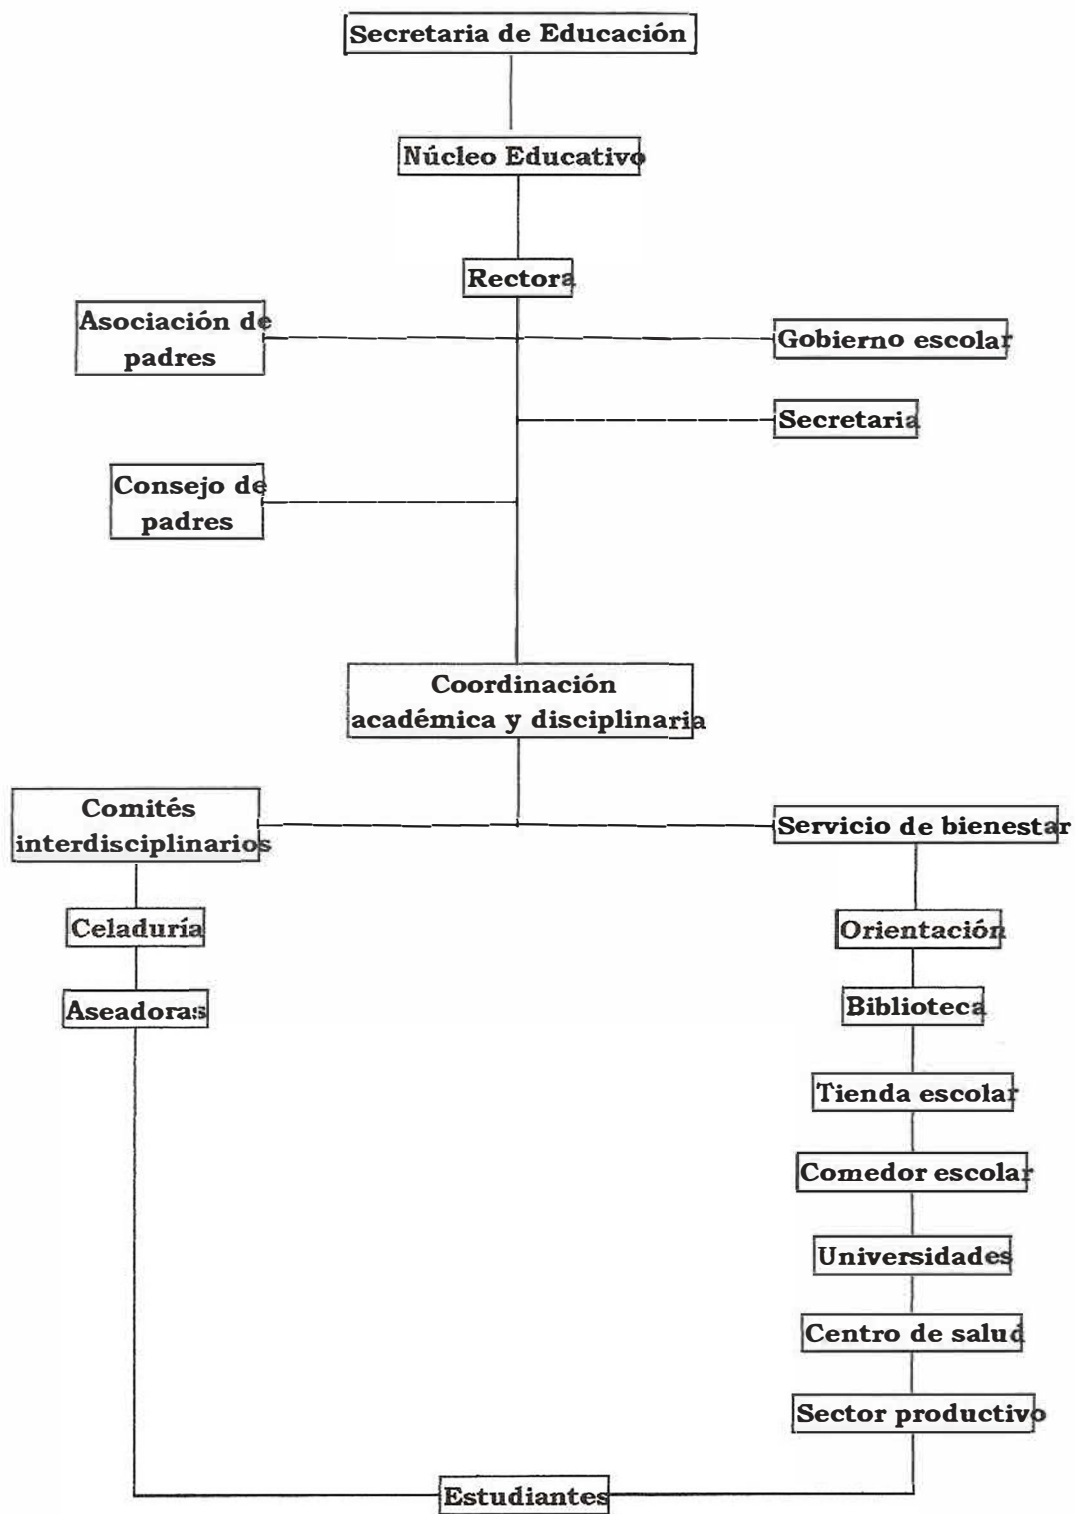 Secretaria de Educación
Núcleo Educativo
Rectora
Asociación de
padres
Gobierno escolar
Secretaria
Consejo de
padres
Coordinación
académica y disciplinaria
Comités
interdisciplinarios
Servicio de bienestar
Celaduría
Orientación
Aseadoras
Biblioteca
Tienda escolar
Comedor escolar
Universidades
Centro de salud
Sector productivo
Estudiantes